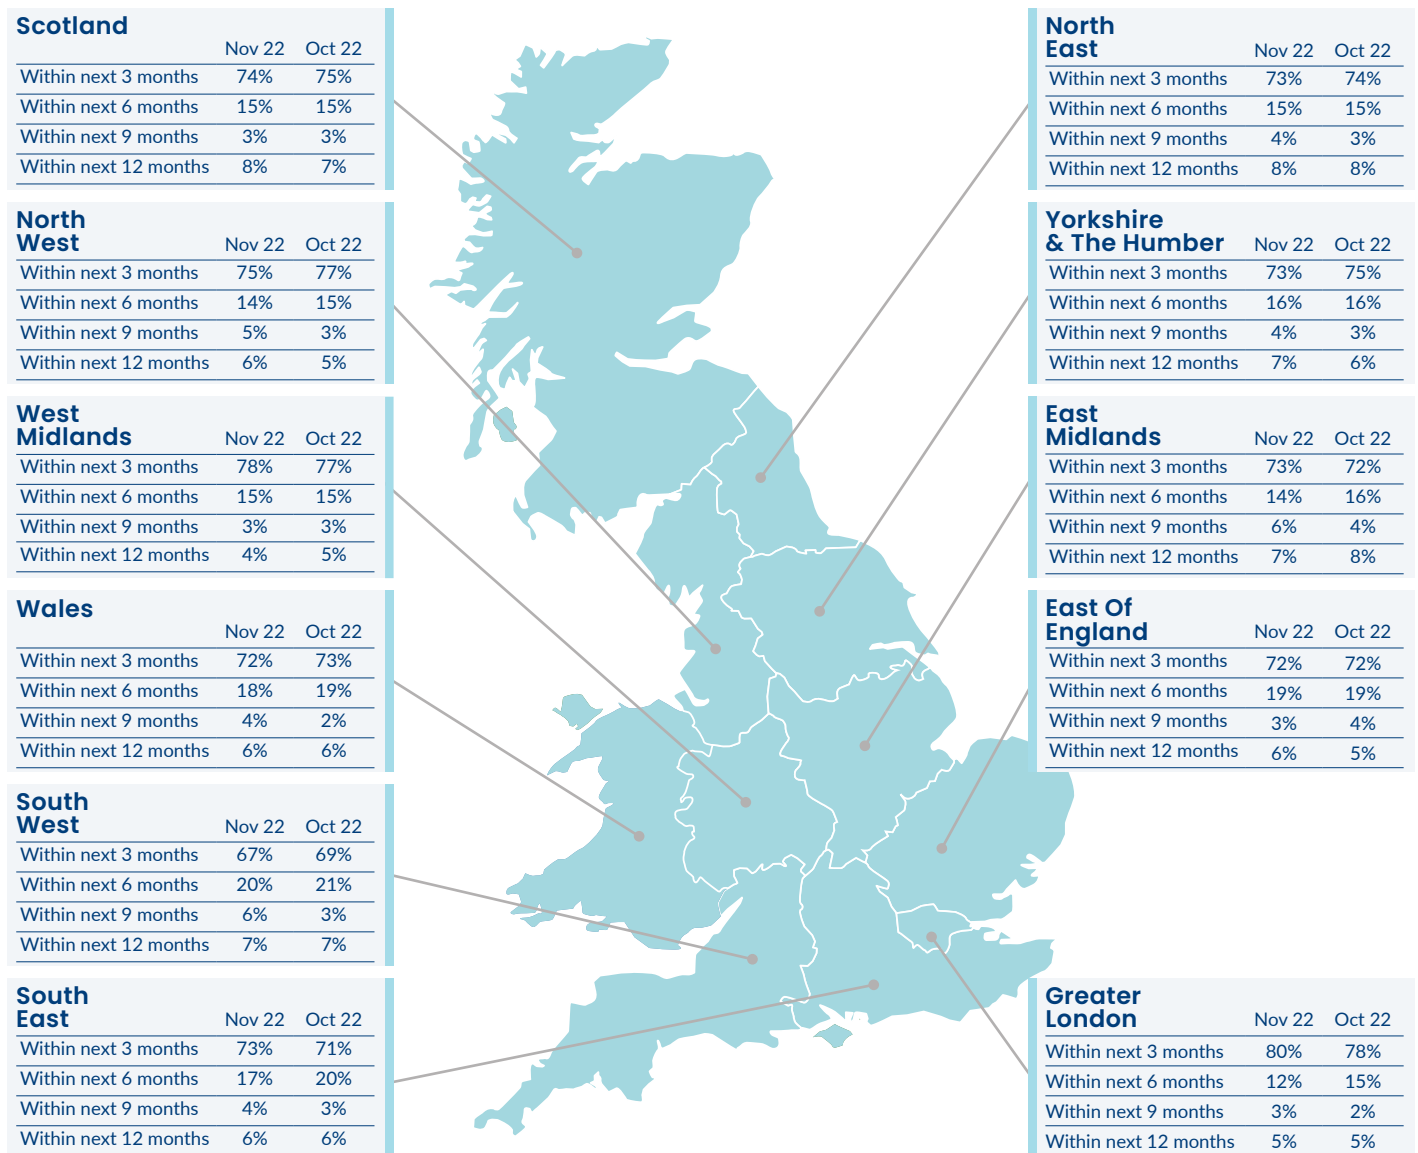 Scotland
Nov 22 Oct 22
Within next 3 months 74% 75%
Within next 6 months 15% 15%
Within next 9 months 3% 3%
Within next 12 months 8% 7%
North
West
Nov 22 Oct 22
Within next 3 months 75% 77%
Within next 6 months 14% 15%
Within next 9 months 5% 3%
Within next 12 months 6% 5%
West
Midlands
Nov 22 Oct 22
Within next 3 months 78% 77%
Within next 6 months 15% 15%
Within next 9 months 3% 3%
Within next 12 months 4% 5%
Wales
Nov 22 Oct 22
Within next 3 months 72% 73%
Within next 6 months 18% 19%
Within next 9 months 4% 2%
Within next 12 months 6% 6%
South
West
Nov 22 Oct 22
Within next 3 months 67% 69%
Within next 6 months 20% 21%
Within next 9 months 6% 3%
Within next 12 months 7% 7%
South
East
Nov 22 Oct 22
Within next 3 months 73% 71%
Within next 6 months 17% 20%
Within next 9 months 4% 3%
Within next 12 months 6% 6%
North
East
Nov 22 Oct 22
Within next 3 months 73% 74%
Within next 6 months 15% 15%
Within next 9 months 4% 3%
Within next 12 months 8% 8%
Yorkshire
& The Humber
Nov 22 Oct 22
Within next 3 months 73% 75%
Within next 6 months 16% 16%
Within next 9 months 4% 3%
Within next 12 months 7% 6%
East
Midlands
Nov 22 Oct 22
Within next 3 months 73% 72%
Within next 6 months 14% 16%
Within next 9 months 6% 4%
Within next 12 months 7% 8%
East Of
England
Nov 22 Oct 22
Within next 3 months 72% 72%
Within next 6 months 19% 19%
Within next 9 months 3% 4%
Within next 12 months 6% 5%
Greater
London
Nov 22 Oct 22
Within next 3 months 80% 78%
Within next 6 months 12% 15%
Within next 9 months 3% 2%
Within next 12 months 5% 5%